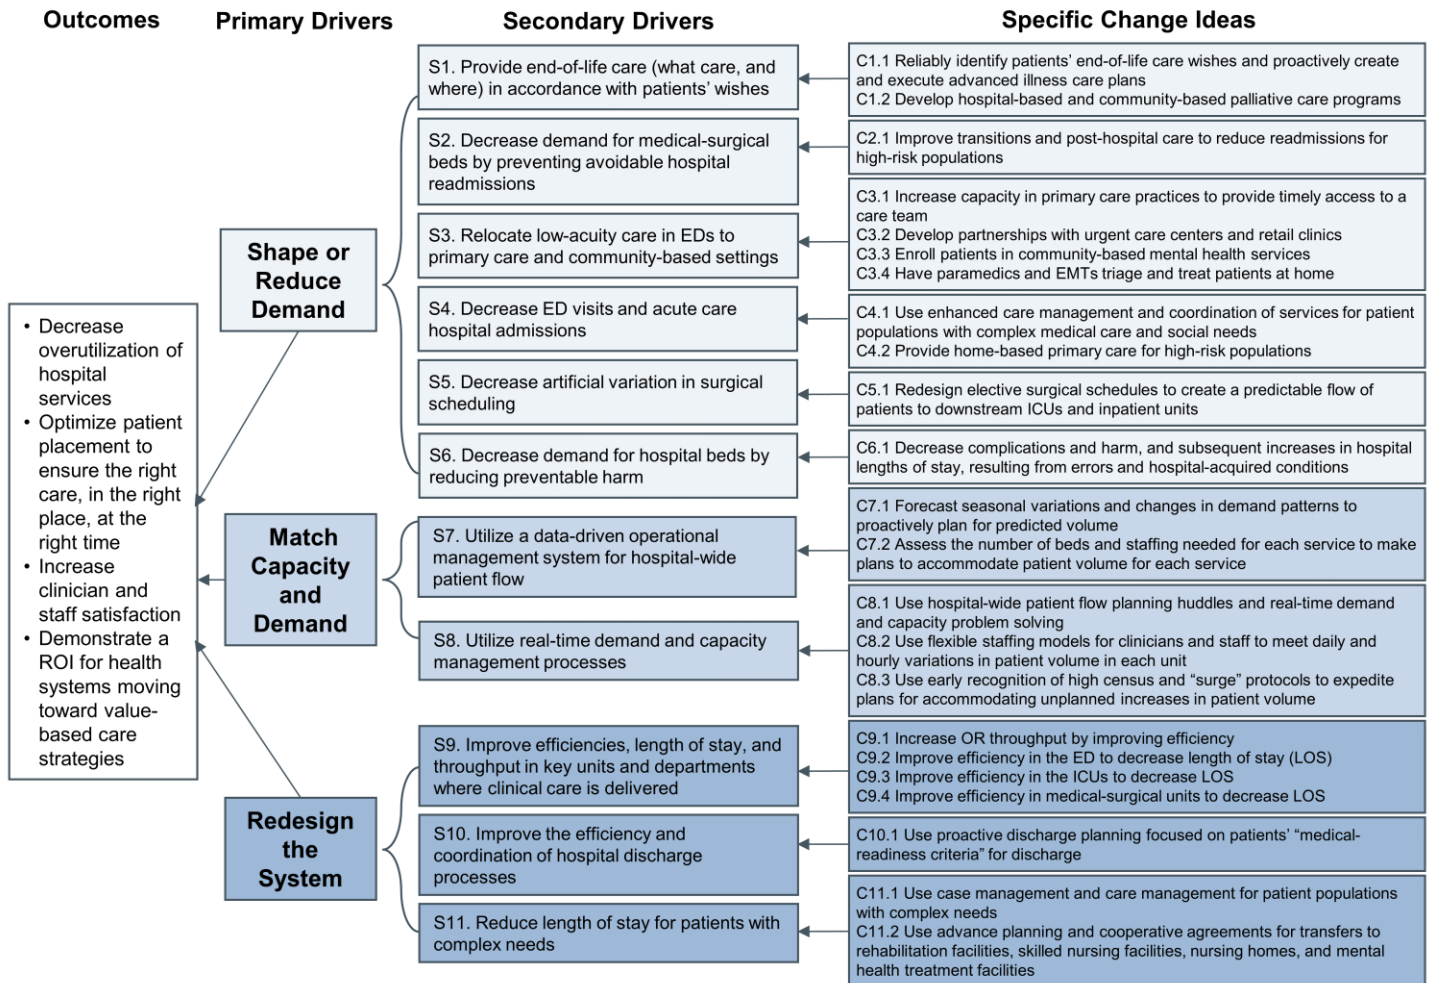 Outcomes
Primary Drivers
Secondary Drivers
Specific Change Ideas
• Decrease
overutilization of
hospital
services
• Optimize patient
placement to
ensure the right
care, in the right
place, at the
right time
• Increase
clinician and
staff satisfaction
• Demonstrate a
ROI for health
systems moving
toward value-
based care
strategies
Shape or
Reduce
Demand
Match
Capacity
and
Demand
Redesign
the
System
S1. Provide end-of-life care (what care, and
where) in accordance with patients’ wishes
S2. Decrease demand for medical-surgical
beds by preventing avoidable hospital
readmissions
S3. Relocate low-acuity care in EDs to
primary care and community-based settings
S4. Decrease ED visits and acute care
hospital admissions
S5. Decrease artificial variation in surgical
scheduling
S6. Decrease demand for hospital beds by
reducing preventable harm
S7. Utilize a data-driven operational
management system for hospital-wide
patient flow
S8. Utilize real-time demand and capacity
management processes
S9. Improve efficiencies, length of stay, and
throughput in key units and departments
where clinical care is delivered
S10. Improve the efficiency and
coordination of hospital discharge
processes
S11. Reduce length of stay for patients with
complex needs
C1.1 Reliably identify patients’ end-of-life care wishes and proactively create
and execute advanced illness care plans
C1.2 Develop hospital-based and community-based palliative care programs
C2.1 Improve transitions and post-hospital care to reduce readmissions for
high-risk populations
C3.1 Increase capacity in primary care practices to provide timely access to a
care team
C3.2 Develop partnerships with urgent care centers and retail clinics
C3.3 Enroll patients in community-based mental health services
C3.4 Have paramedics and EMTs triage and treat patients at home
C4.1 Use enhanced care management and coordination of services for patient
populations with complex medical care and social needs
C4.2 Provide home-based primary care for high-risk populations
C5.1 Redesign elective surgical schedules to create a predictable flow of
patients to downstream ICUs and inpatient units
C6.1 Decrease complications and harm, and subsequent increases in hospital
lengths of stay, resulting from errors and hospital-acquired conditions
C7.1 Forecast seasonal variations and changes in demand patterns to
proactively plan for predicted volume
C7.2 Assess the number of beds and staffing needed for each service to make
plans to accommodate patient volume for each service
C8.1 Use hospital-wide patient flow planning huddles and real-time demand
and capacity problem solving
C8.2 Use flexible staffing models for clinicians and staff to meet daily and
hourly variations in patient volume in each unit
C8.3 Use early recognition of high census and “surge” protocols to expedite
plans for accommodating unplanned increases in patient volume
C9.1 Increase OR throughput by improving efficiency
C9.2 Improve efficiency in the ED to decrease length of stay (LOS)
C9.3 Improve efficiency in the ICUs to decrease LOS
C9.4 Improve efficiency in medical-surgical units to decrease LOS
C10.1 Use proactive discharge planning focused on patients’ “medical-
readiness criteria” for discharge
C11.1 Use case management and care management for patient populations
with complex needs
C11.2 Use advance planning and cooperative agreements for transfers to
rehabilitation facilities, skilled nursing facilities, nursing homes, and mental
health treatment facilities